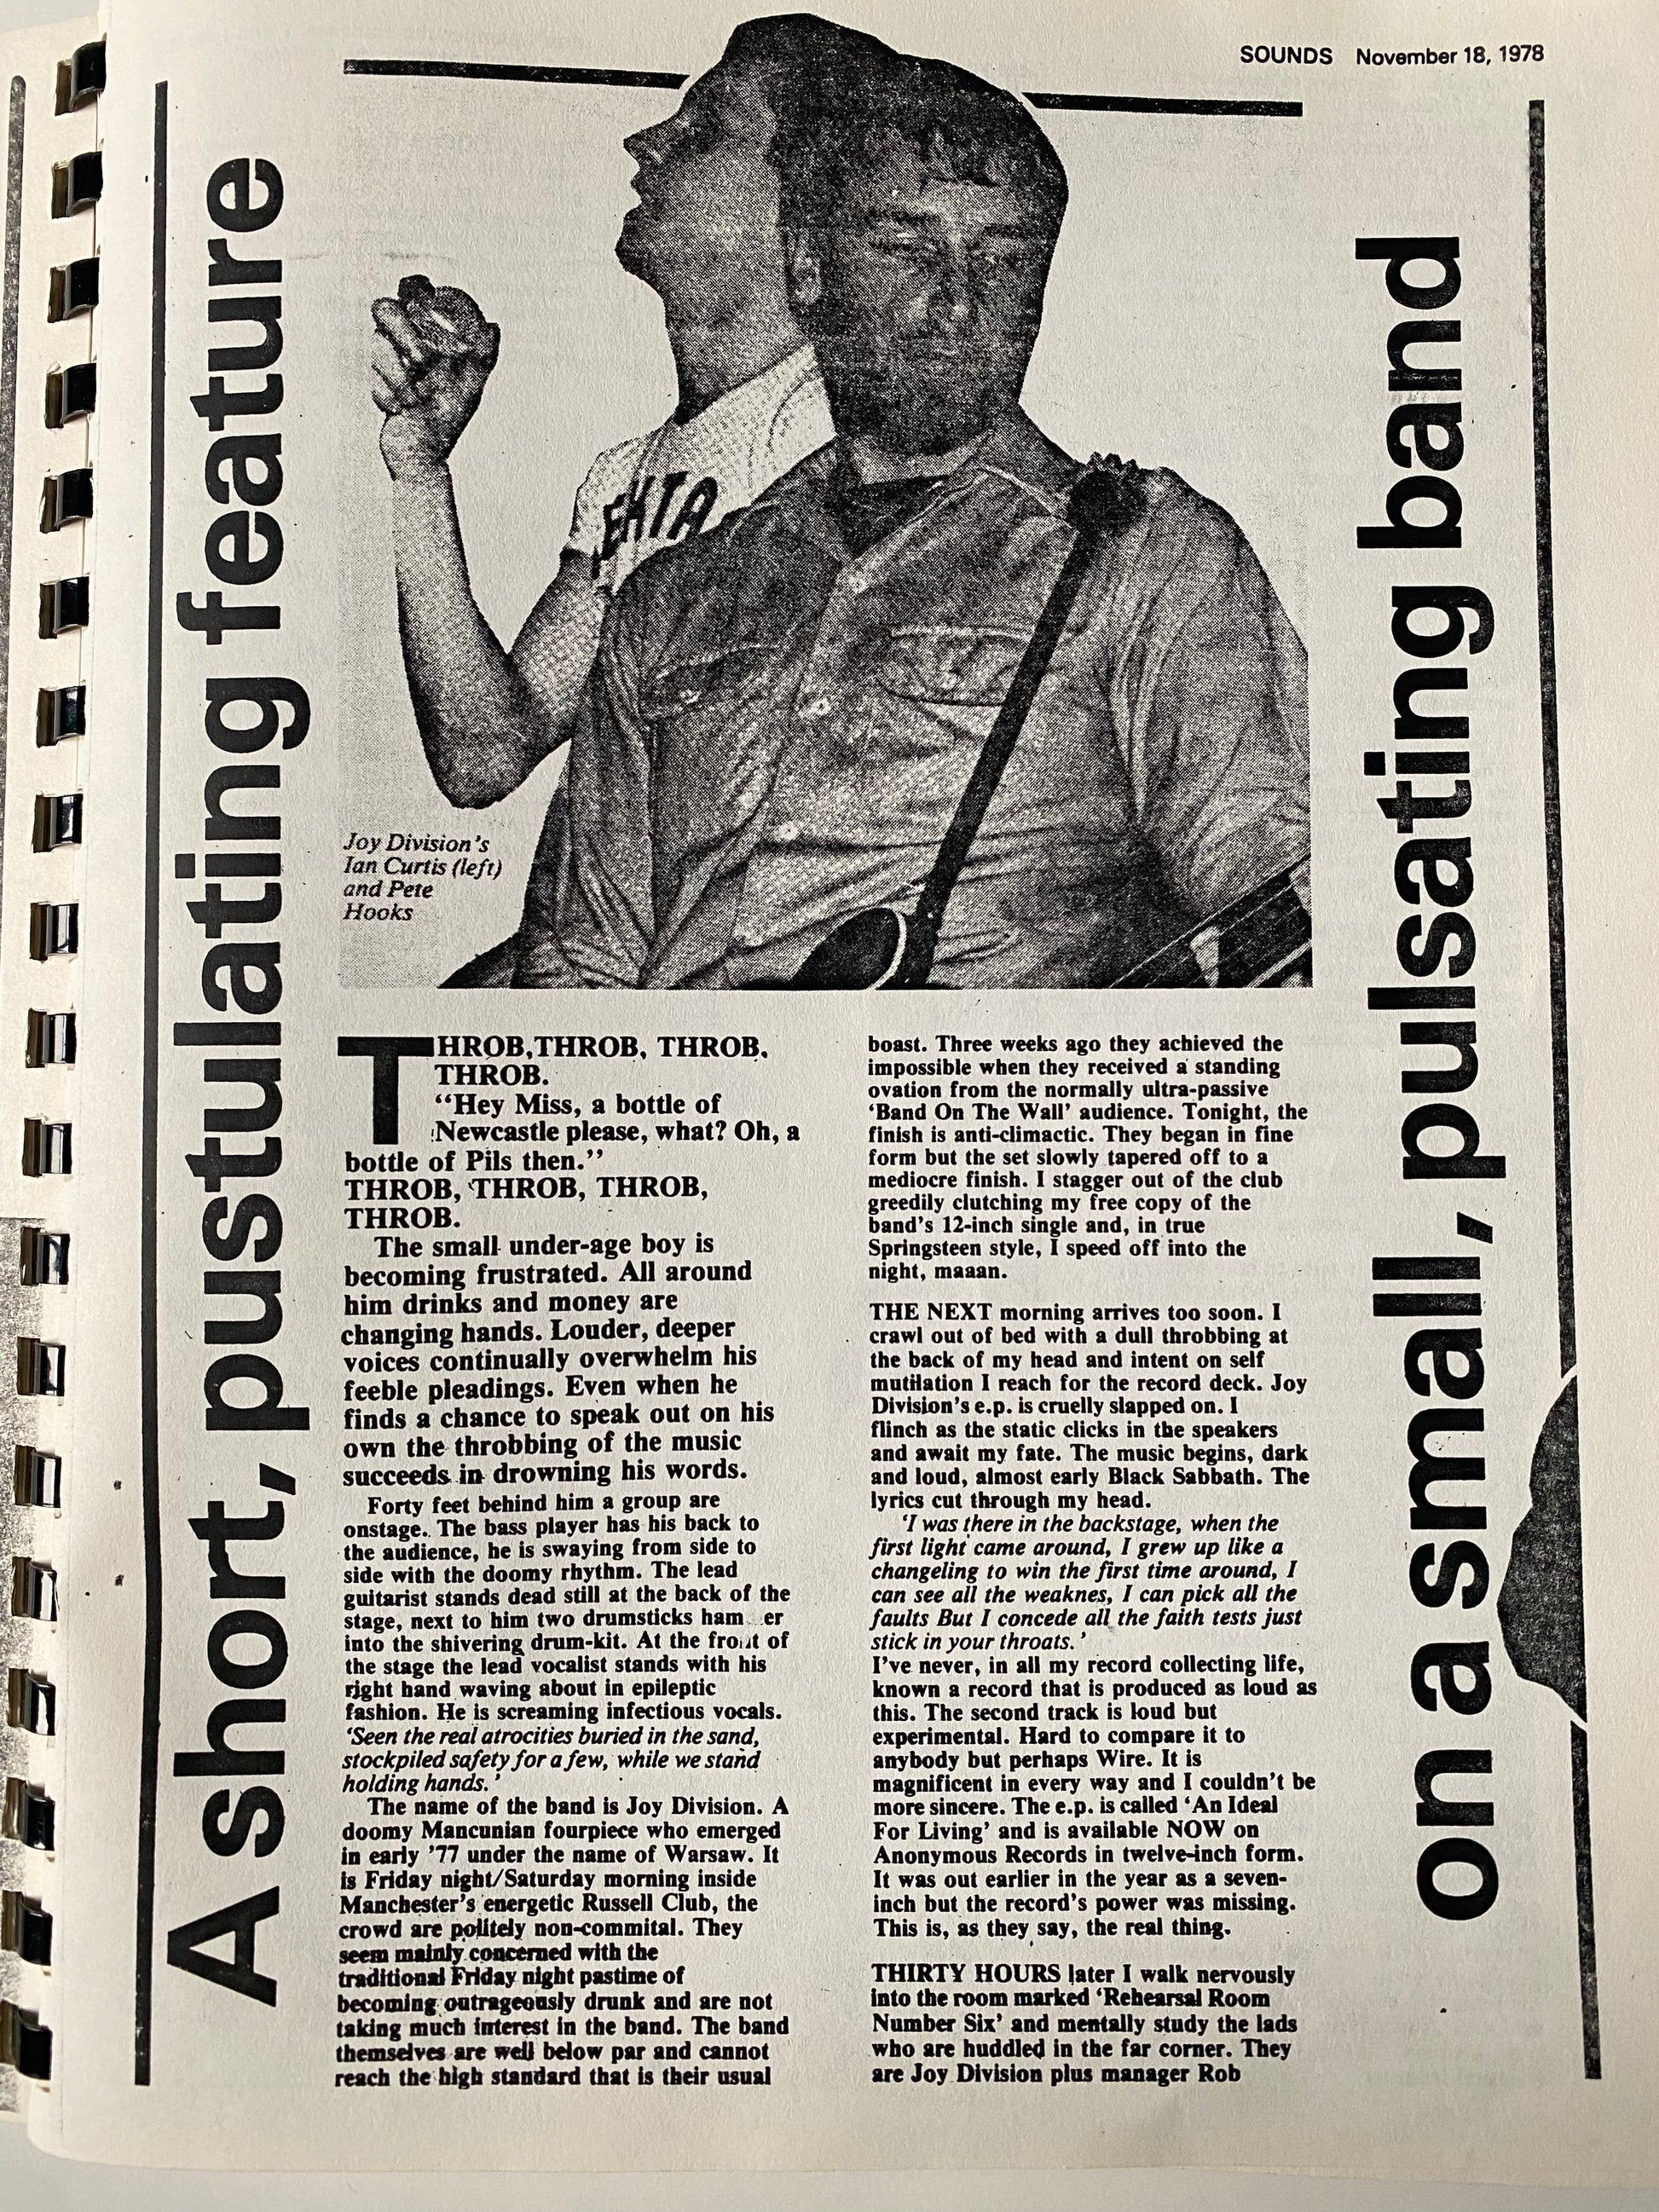 SOUNDS November 18, 1978
A short, pustulating feature
on a small, pulsating band
EHTA
Joy Division's
Ian Curtis (left)
and Pete
Hooks
THROB,THROB, THROB,
THROB.
"Hey Miss, a bottle of
Newcastle please, what? Oh, a
bottle of Pils then."
THROB, THROB, THROB,
THROB.
The small under-age boy is
becoming frustrated. All around
him drinks and money are
changing hands. Louder, deeper
voices continually overwhelm his
feeble pleadings. Even when he
finds a chance to speak out on his
own the throbbing of the music
succeeds in drowning his words.
Forty feet behind him a group are
onstage. The bass player has his back to
the audience, he is swaying from side to
side with the doomy rhythm. The lead
guitarist stands dead still at the back of the
stage, next to him two drumsticks ham er
into the shivering drum-kit. At the front of
the stage the lead vocalist stands with his
right hand waving about in epileptic
fashion. He is screaming infectious vocals.
'Seen the real atrocities buried in the sand,
stockpiled safety for a few, while we stand
holding hands.'
The name of the band is Joy Division. A
doomy Mancunian fourpiece who emerged
in early '77 under the name of Warsaw. It
is Friday night/Saturday morning inside
Manchester's energetic Russell Club, the
crowd are politely non-commital. They
seem mainly concerned with the
traditional Friday night pastime of
becoming outrageously drunk and are not
taking much interest in the band. The band
themselves are well below par and cannot
reach the high standard that is their usual
boast. Three weeks ago they achieved the
impossible when they received a standing
ovation from the normally ultra-passive
'Band On The Wall' audience. Tonight, the
finish is anti-climactic. They began in fine
form but the set slowly tapered off to a
mediocre finish. I stagger out of the club
greedily clutching my free copy of the
band's 12-inch single and, in true
Springsteen style, I speed off into the
night, maaan.
THE NEXT morning arrives too soon. I
crawl out of bed with a dull throbbing at
the back of my head and intent on self
mutilation I reach for the record deck. Joy
Division's e.p. is cruelly slapped on. I
flinch as the static clicks in the speakers
and await my fate. The music begins, dark
and loud, almost early Black Sabbath. The
lyrics cut through my head.
'I was there in the backstage, when the
first light came around, I grew up like a
changeling to win the first time around, I
can see all the weaknes, I can pick all the
faults But I concede all the faith tests just
stick in your throats.'
I've never, in all my record collecting life,
known a record that is produced as loud as
this. The second track is loud but
experimental. Hard to compare it to
anybody but perhaps Wire. It is
magnificent in every way and I couldn't be
more sincere. The e.p. is called 'An Ideal
For Living' and is available NOW on
Anonymous Records in twelve-inch form.
It was out earlier in the year as a seven-
inch but the record's power was missing.
This is, as they say, the real thing.
THIRTY HOURS later I walk nervously
into the room marked 'Rehearsal Room
Number Six' and mentally study the lads
who are huddled in the far corner. They
are Joy Division plus manager Rob